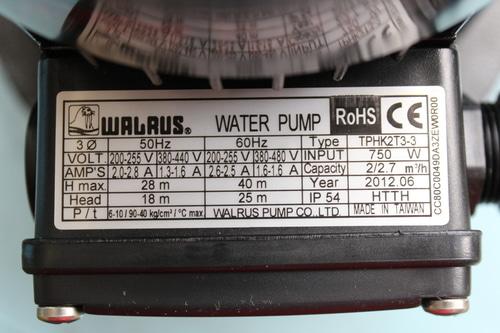 WALRUS® WATER PUMP RoHS CE
3 Ø 50Hz 60Hz Type TPHK2T3-3
VOLT 200-255 V 380-440 V 200-255 V 380-480 V INPUT 750 W
AMP'S 2.0-2.8 A 1.3-1.6 A 2.6-2.5 A 1.6-1.6 A Capacity 2/2.7 m³/h
H max. 28 m 40 m Year 2012.06
Head 18 m 25 m IP 54 HTTH
P / t 6-10 / 90-40 kg/cm² / °C max. WALRUS PUMP CO.,LTD. MADE IN TAIWAN
CC80C0049DA3ZEW0R00